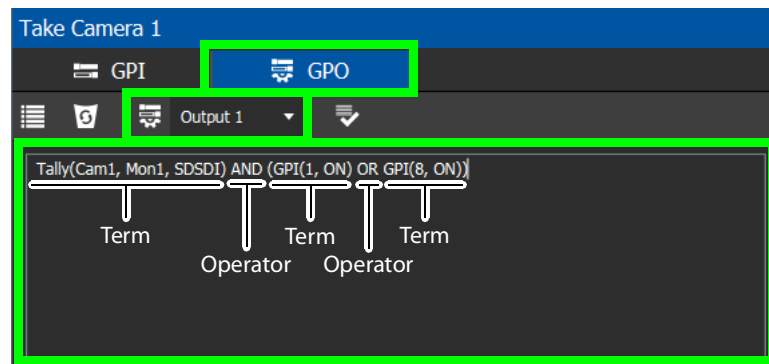 Take Camera 1
GPI
GPO
Output 1
Tally(Cam1, Mon1, SDSDI) AND (GPI(1, ON) OR GPI(8, ON))
Term Term Term
Operator Operator